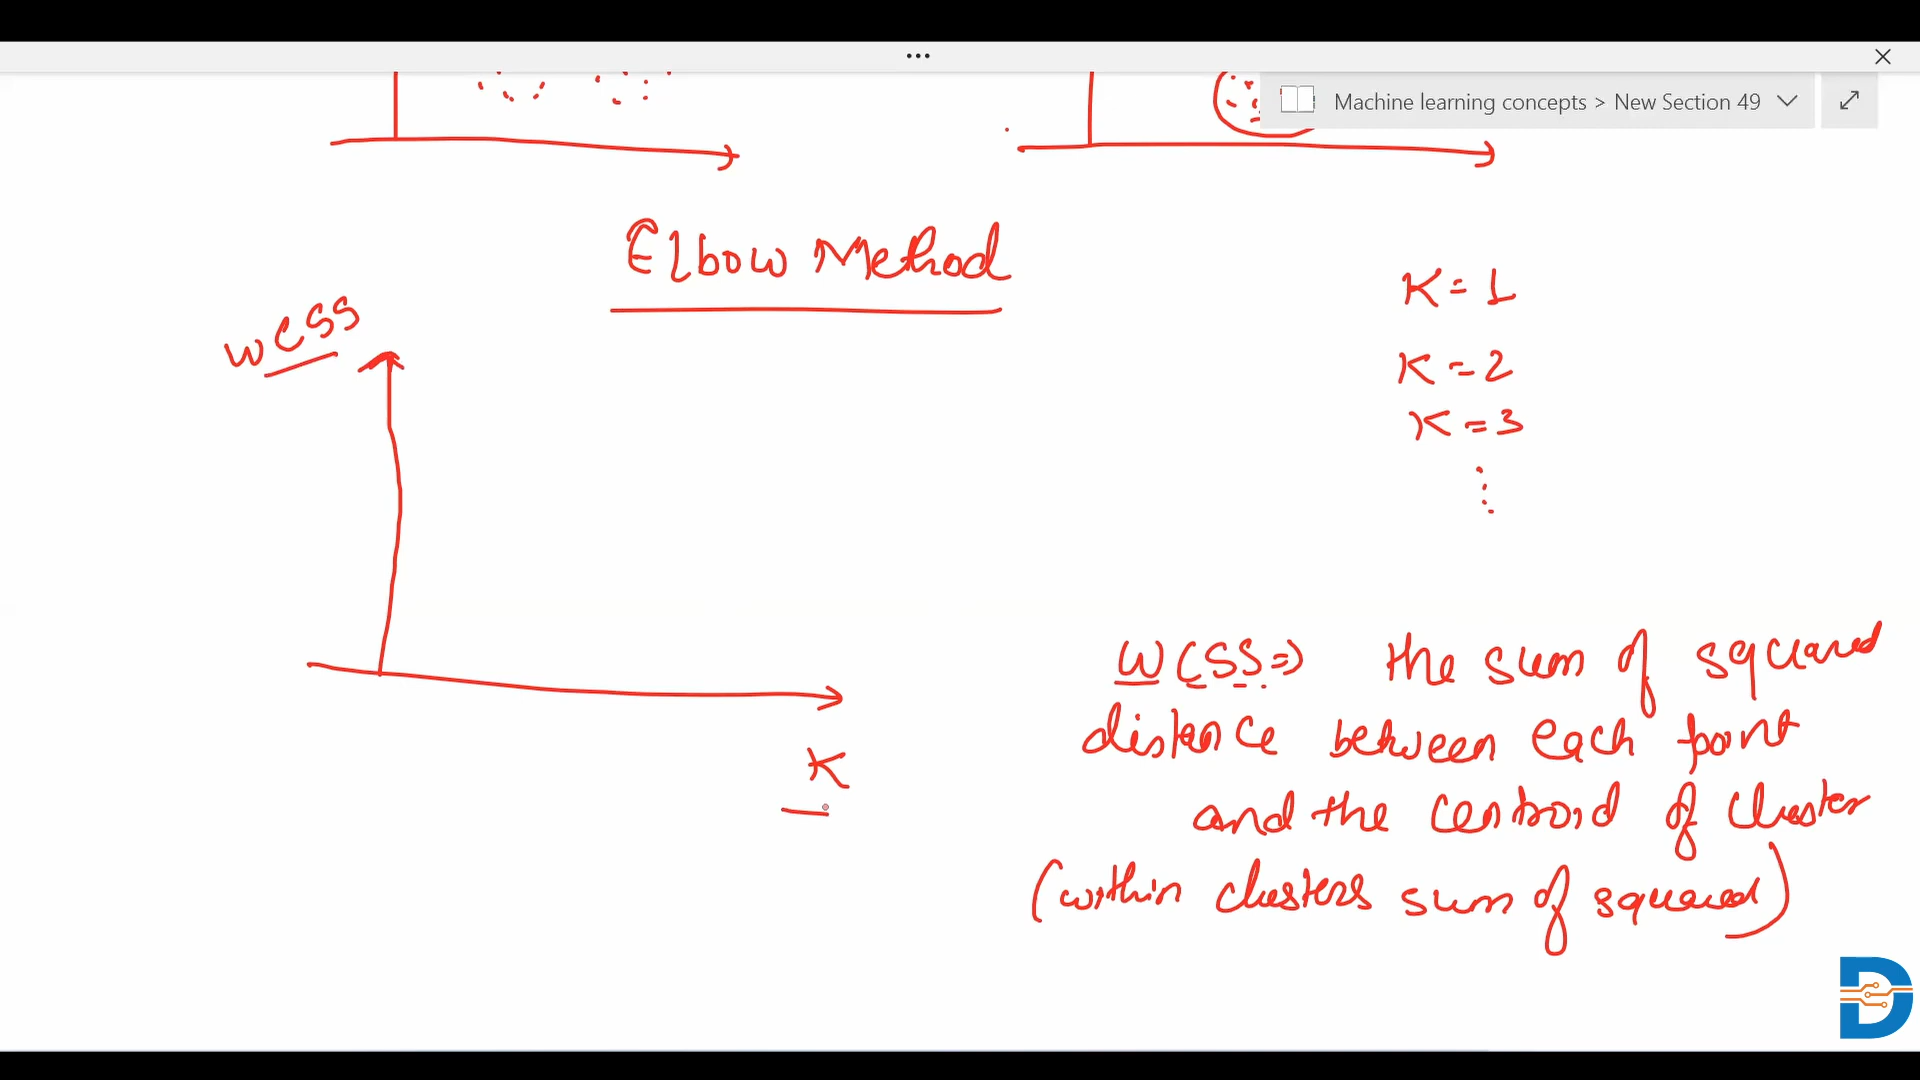 Machine learning concepts > New Section 49
Elbow Method
WCSS
K = 1
K = 2
K = 3
WCSS => the sum of squared
distance between each point
and the centroid of cluster
(within clusters sum of squared)
K
D